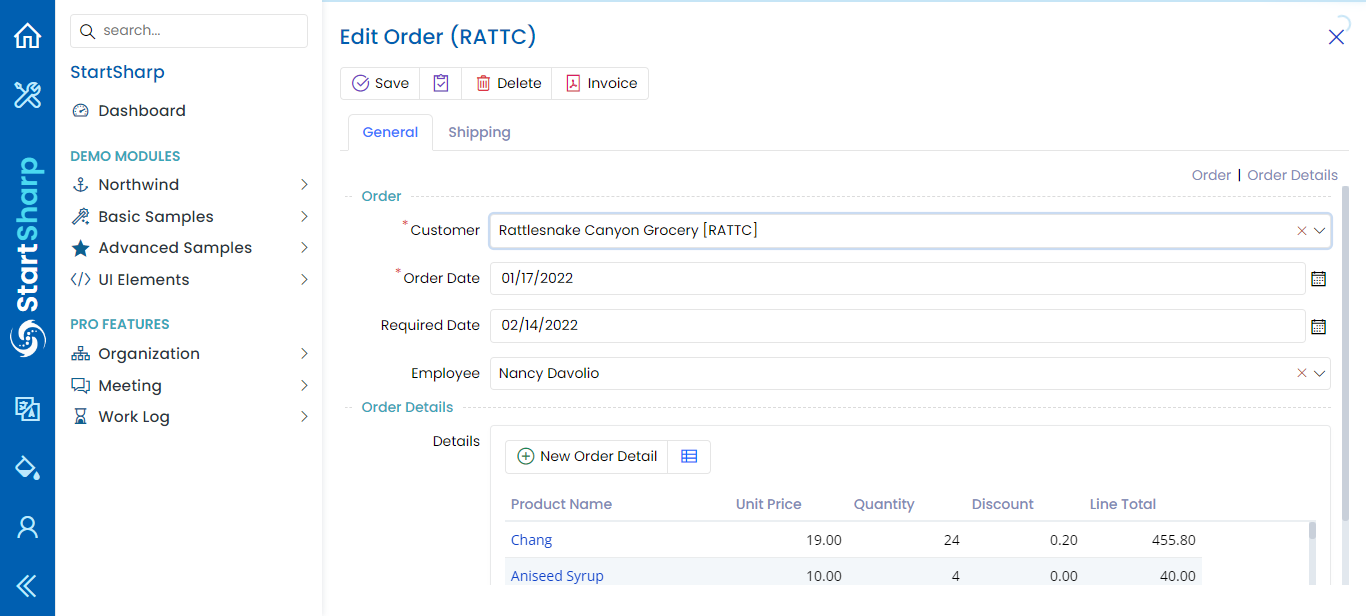 search...
StartSharp
Dashboard
DEMO MODULES
Northwind
Basic Samples
Advanced Samples
UI Elements
PRO FEATURES
Organization
Meeting
Work Log
StartSharp
Edit Order (RATTC)
Save Delete Invoice
General Shipping
Order | Order Details
Order
* Customer Rattlesnake Canyon Grocery [RATTC]
* Order Date 01/17/2022
Required Date 02/14/2022
Employee Nancy Davolio
Order Details
Details
New Order Detail
Product Name Unit Price Quantity Discount Line Total
Chang 19.00 24 0.20 455.80
Aniseed Syrup 10.00 4 0.00 40.00